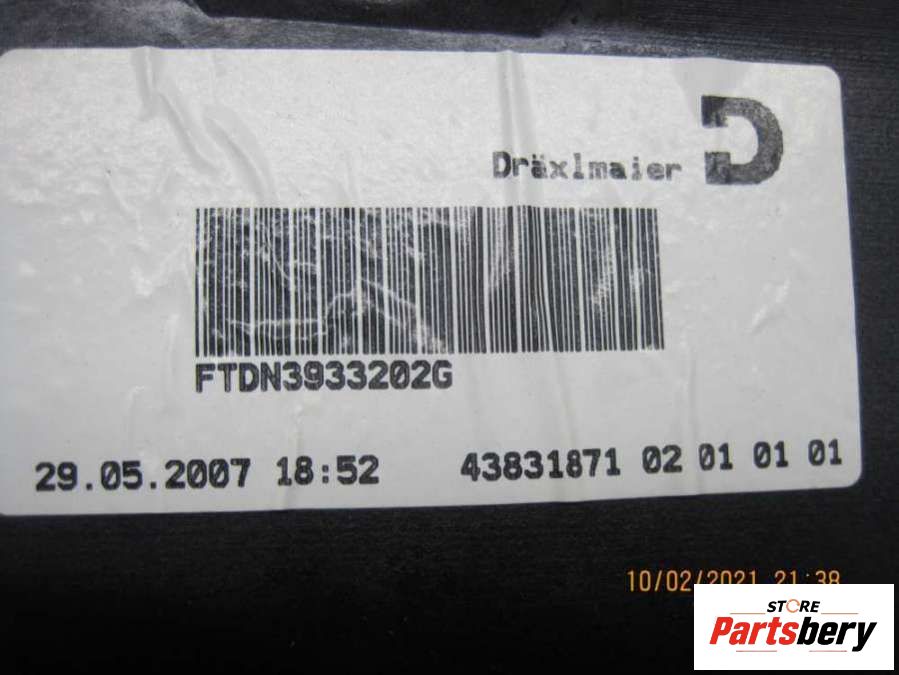 Dräxlmaier
FTDN3933202G
29.05.2007 18:52 43831871 02 01 01 01
10/02/2021 21:38
STORE
Partsbery